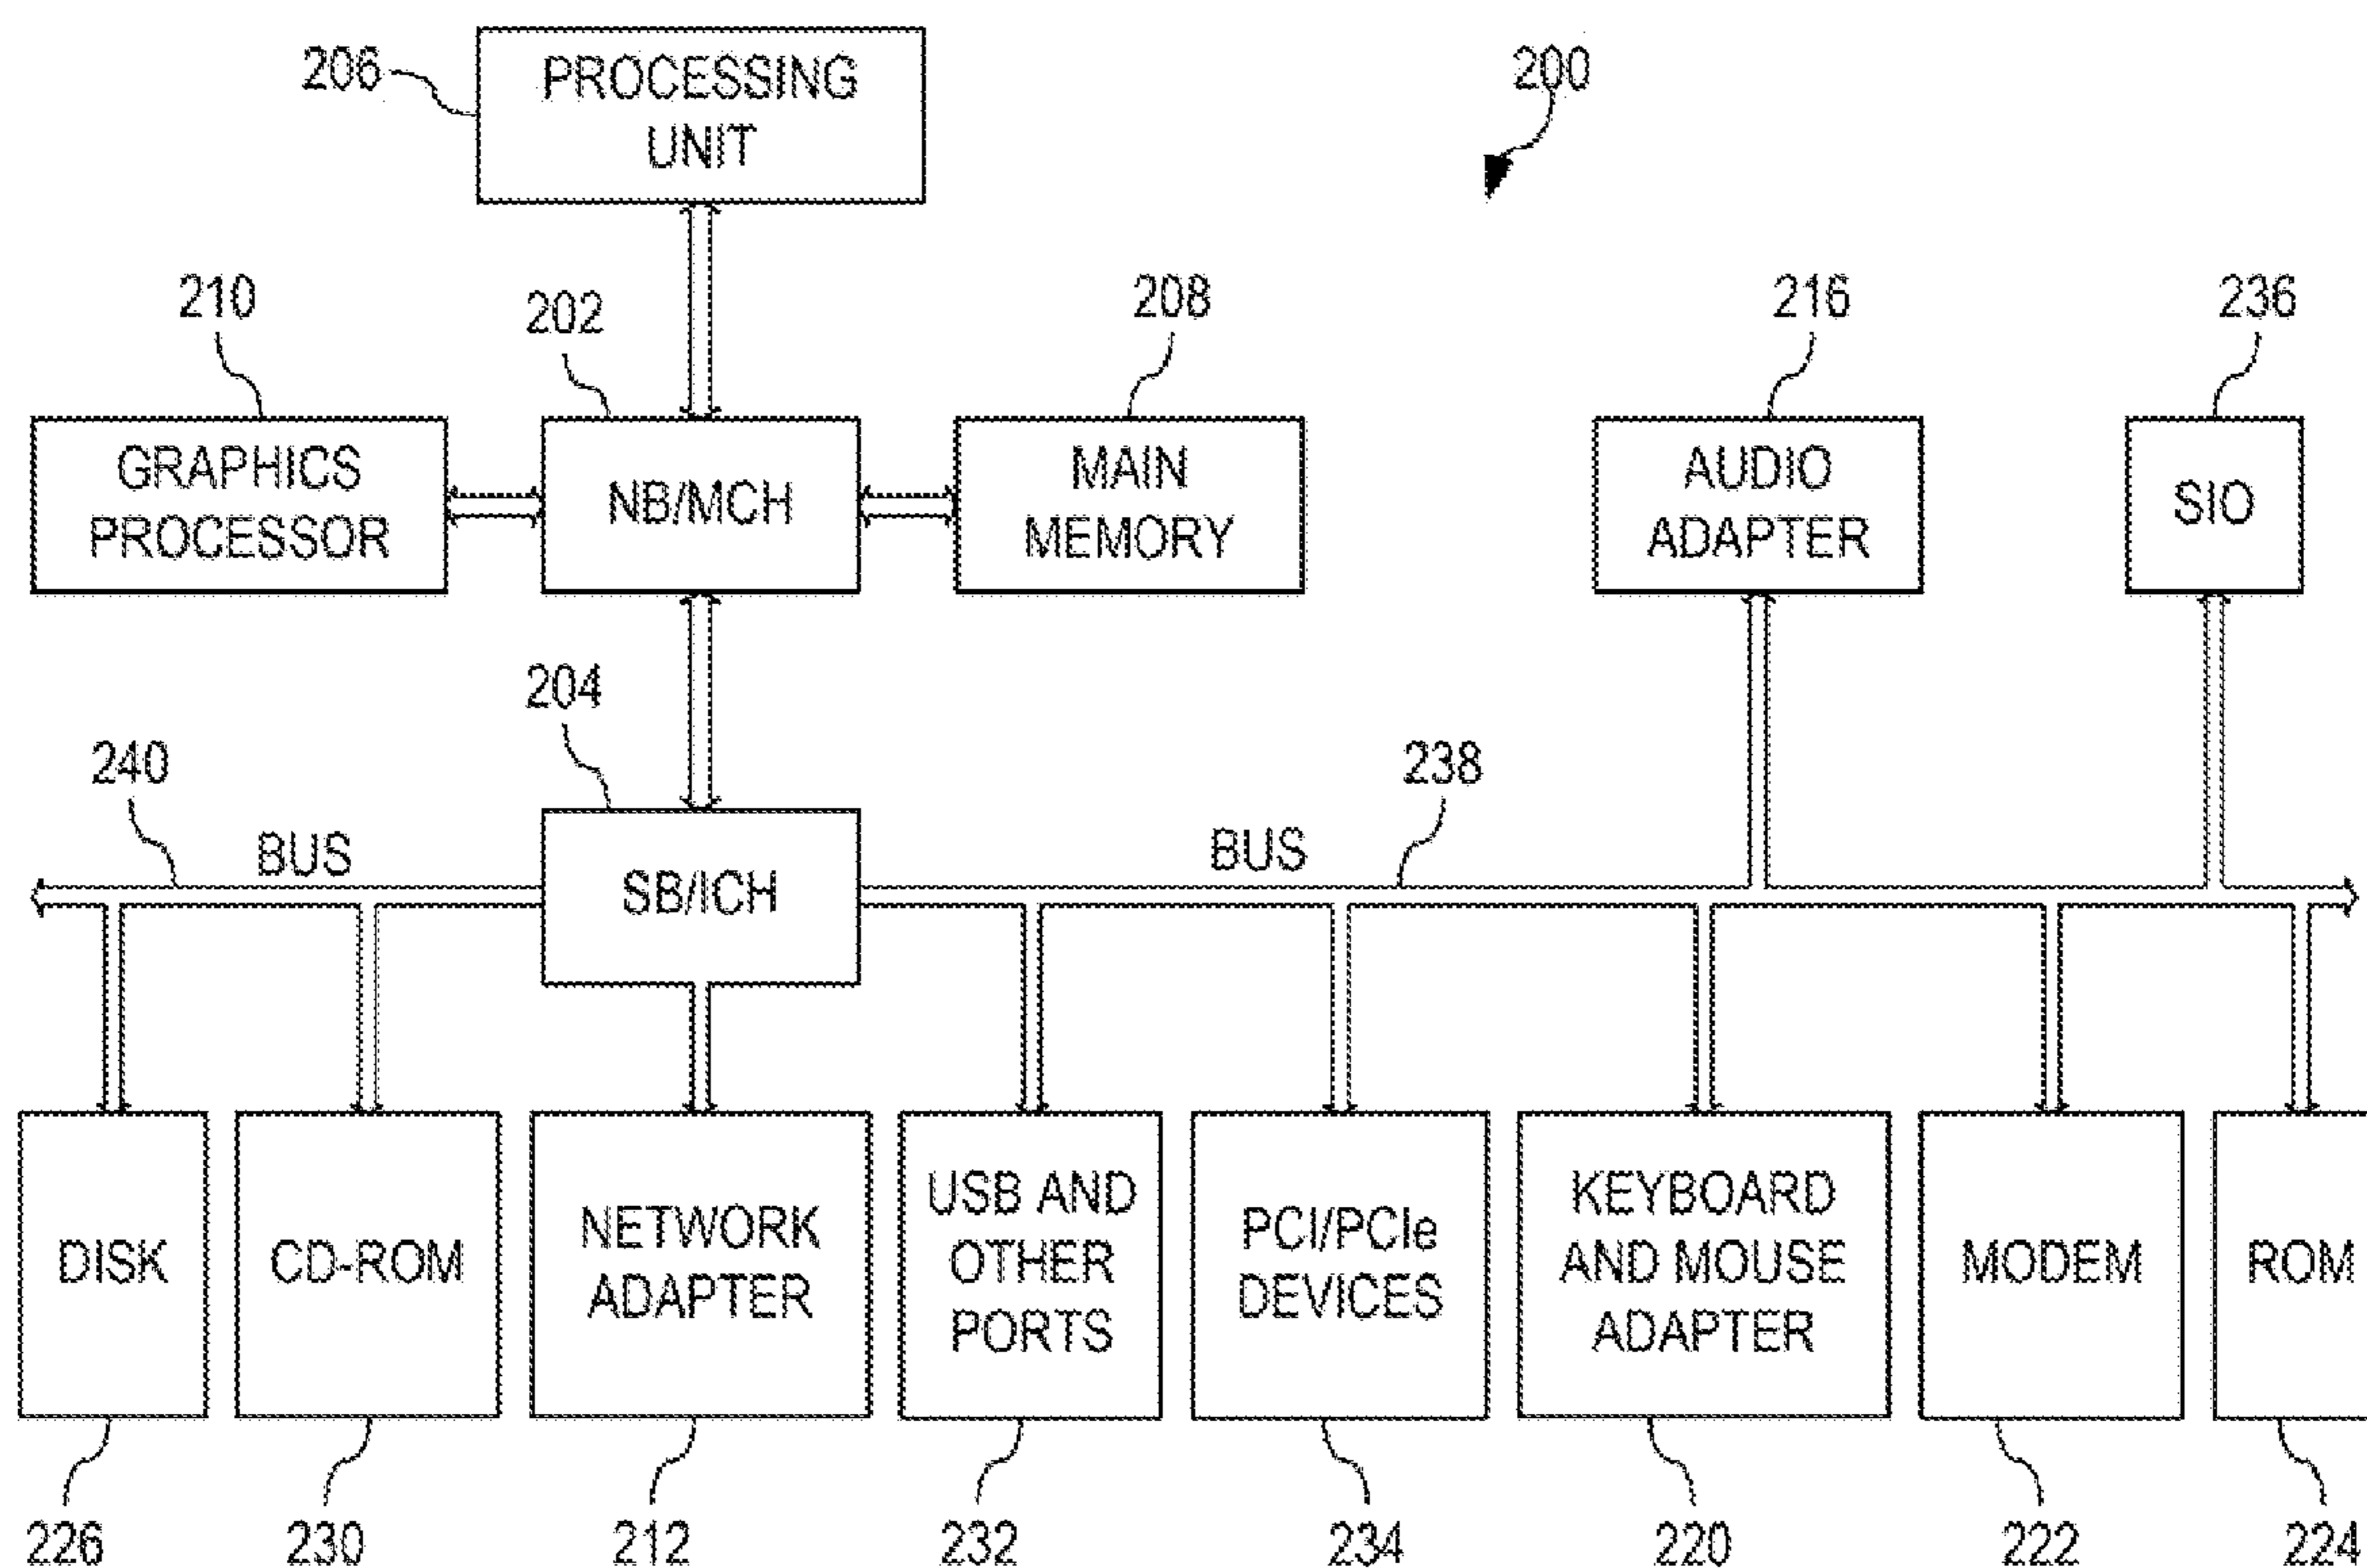 206
PROCESSING
UNIT
200
210
202
208
216
236
GRAPHICS
PROCESSOR
NB/MCH
MAIN
MEMORY
AUDIO
ADAPTER
SIO
204
240
238
BUS
BUS
SB/ICH
DISK
CD-ROM
NETWORK
ADAPTER
USB AND
OTHER
PORTS
PCI/PCIe
DEVICES
KEYBOARD
AND MOUSE
ADAPTER
MODEM
ROM
226
230
212
232
234
220
222
224